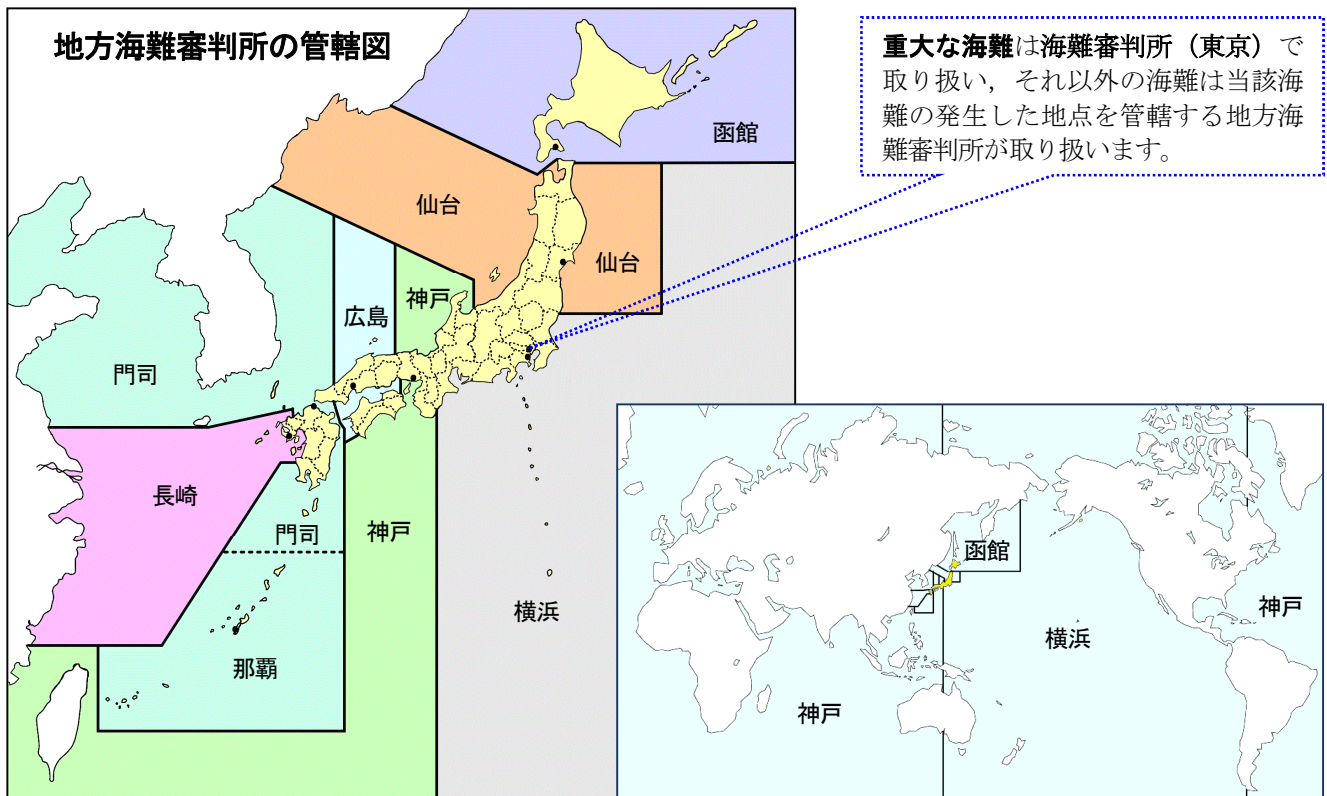 地方海難審判所の管轄図
重大な海難は海難審判所（東京）で
取り扱い，それ以外の海難は当該海
難の発生した地点を管轄する地方海
難審判所が取り扱います。
函館
仙台
仙台
神戸
広島
門司
長崎
門司
神戸
横浜
那覇
函館
神戸
横浜
神戸